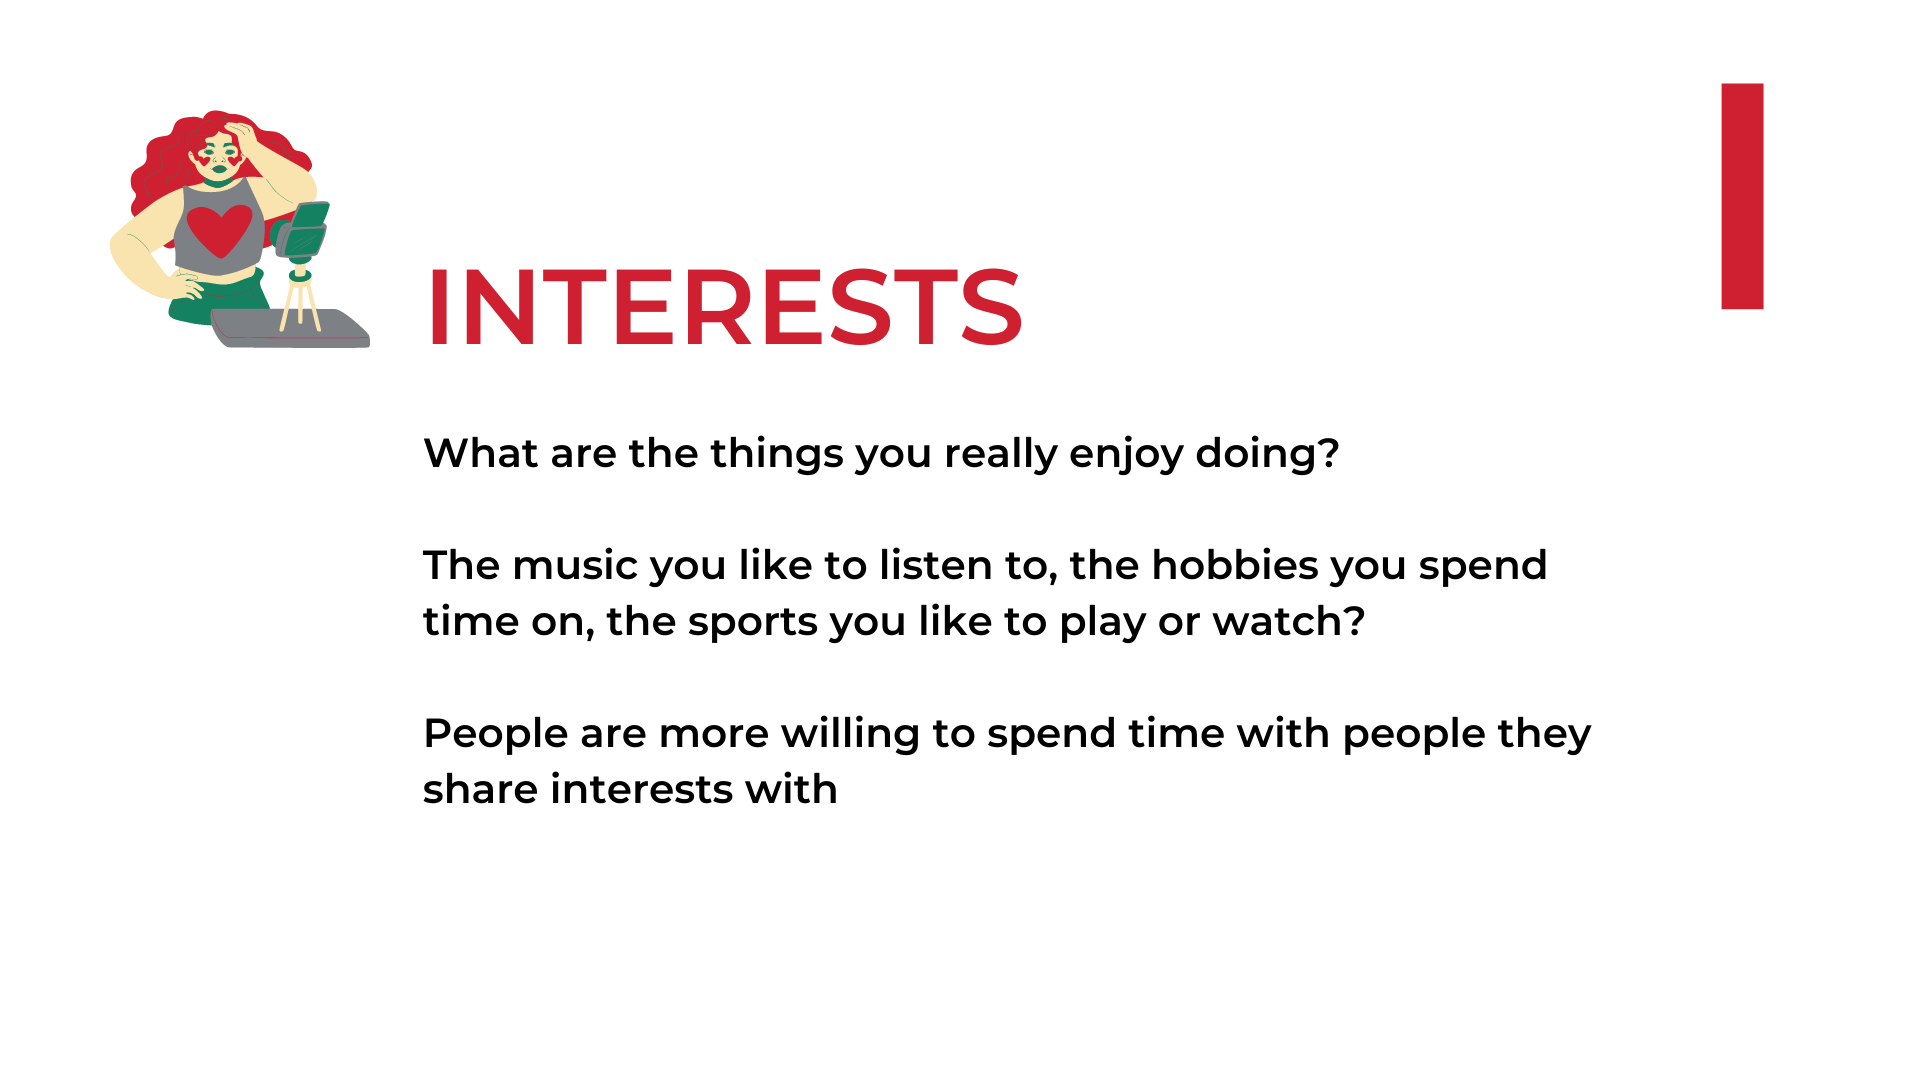 I
INTERESTS
What are the things you really enjoy doing?
The music you like to listen to, the hobbies you spend
time on, the sports you like to play or watch?
People are more willing to spend time with people they
share interests with